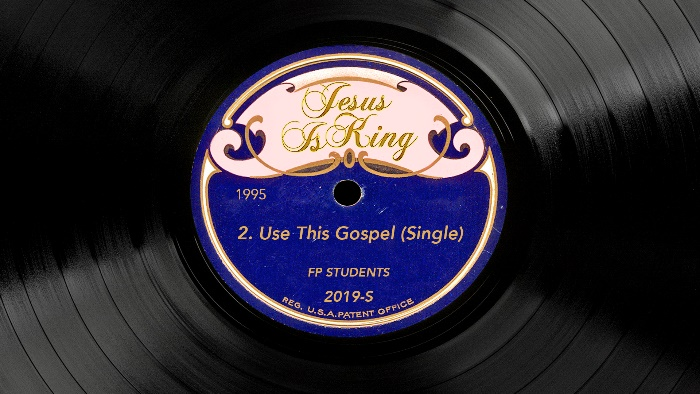 Jesus
Is King
1995
2. Use This Gospel (Single)
FP STUDENTS
2019-S
REG. U.S.A. PATENT OFFICE